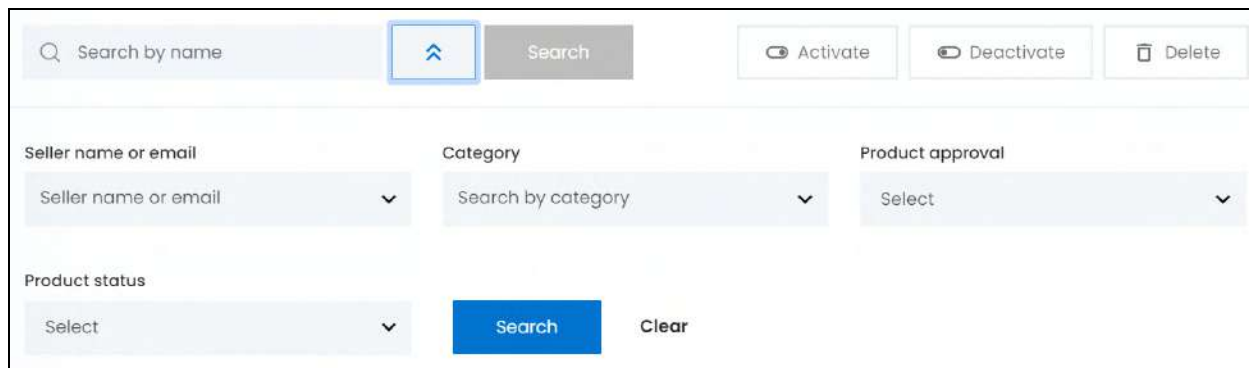 Search by name
Search
Activate
Deactivate
Delete
Seller name or email
Category
Product approval
Seller name or email
Search by category
Select
Product status
Select
Search
Clear